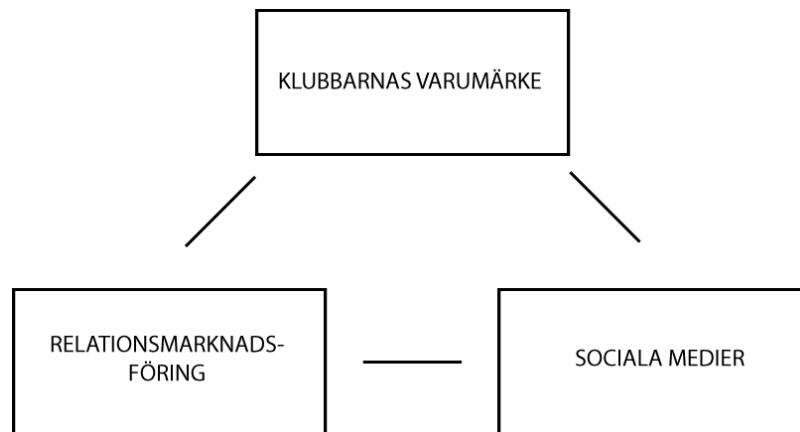 KLUBBARNAS VARUMÄRKE
RELATIONSMARKNADS-
FÖRING
SOCIALA MEDIER